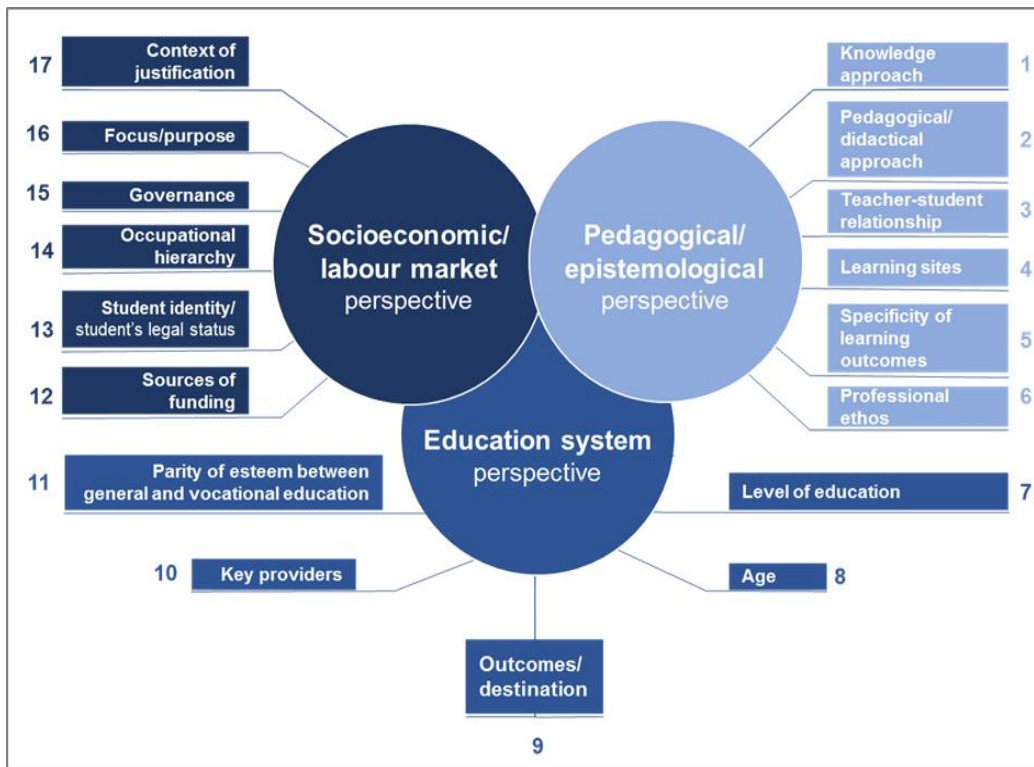 17
Context of
justification
16
Focus/purpose
15
Governance
14
Occupational
hierarchy
13
Student identity/
student's legal status
12
Sources of
funding
Socioeconomic/
labour market
perspective
Pedagogical/
epistemological
perspective
Education system
perspective
Knowledge
approach
1
Pedagogical/
didactical
approach
2
Teacher-student
relationship
3
Learning sites
4
Specificity of
learning
outcomes
5
Professional
ethos
6
11
Parity of esteem between
general and vocational education
Level of education
7
10
Key providers
Age
8
Outcomes/
destination
9